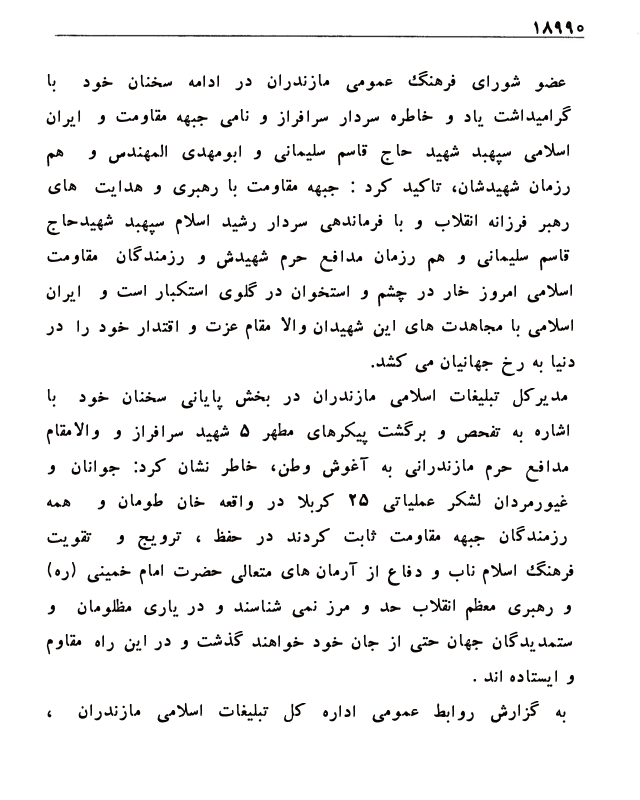 ۱۸۹۹۰
عضو شورای فرهنگ عمومی مازندران در ادامه سخنان خود با
گرامیداشت یاد و خاطره سردار سرافراز و نامی جبهه مقاومت و ایران
اسلامی سپهبد شهید حاج قاسم سلیمانی و ابومهدی المهندس و هم
رزمان شهیدشان، تاکید کرد : جبهه مقاومت با رهبری و هدایت های
رهبر فرزانه انقلاب و با فرماندهی سردار رشید اسلام سپهبد شهیدحاج
قاسم سلیمانی و هم رزمان مدافع حرم شهیدش و رزمندگان مقاومت
اسلامی امروز خار در چشم و استخوان در گلوی استکبار است و ایران
اسلامی با مجاهدت های این شهیدان والا مقام عزت و اقتدار خود را در
دنیا به رخ جهانیان می کشد.
مدیرکل تبلیغات اسلامی مازندران در بخش پایانی سخنان خود با
اشاره به تفحص و برگشت پیکرهای مطهر ۵ شهید سرافراز و والامقام
مدافع حرم مازندرانی به آغوش وطن، خاطر نشان کرد: جوانان و
غیورمردان لشکر عملیاتی ۲۵ کربلا در واقعه خان طومان و همه
رزمندگان جبهه مقاومت ثابت کردند در حفظ ، ترویج و تقویت
فرهنگ اسلام ناب و دفاع از آرمان های متعالی حضرت امام خمینی (ره)
و رهبری معظم انقلاب حد و مرز نمی شناسند و در یاری مظلومان و
ستمدیدگان جهان حتی از جان خود خواهند گذشت و در این راه مقاوم
و ایستاده اند .
به گزارش روابط عمومی اداره کل تبلیغات اسلامی مازندران ،